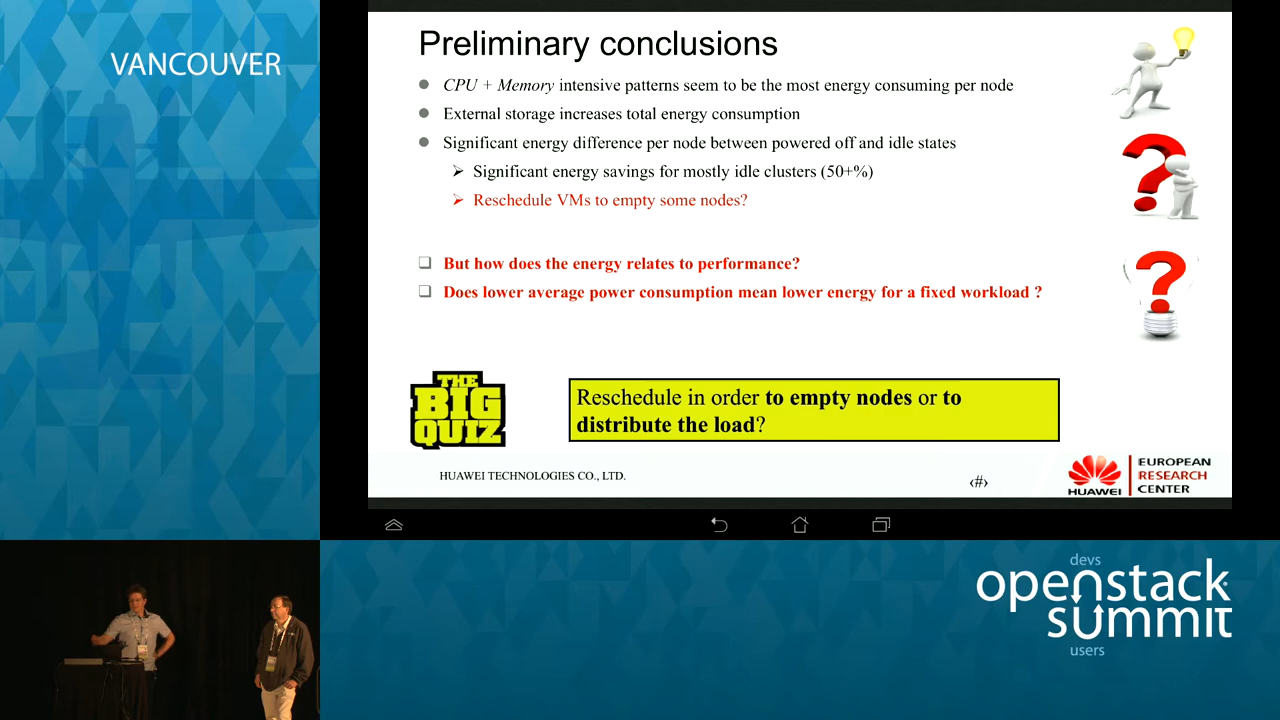 VANCOUVER
Preliminary conclusions
CPU + Memory intensive patterns seem to be the most energy consuming per node
External storage increases total energy consumption
Significant energy difference per node between powered off and idle states
Significant energy savings for mostly idle clusters (50+%)
Reschedule VMs to empty some nodes?
But how does the energy relates to performance?
Does lower average power consumption mean lower energy for a fixed workload ?
THE
BIG
QUIZ
Reschedule in order to empty nodes or to
distribute the load?
HUAWEI TECHNOLOGIES CO., LTD.
‹#›
HUAWEI
EUROPEAN
RESEARCH
CENTER
devs
openstack
summit
users